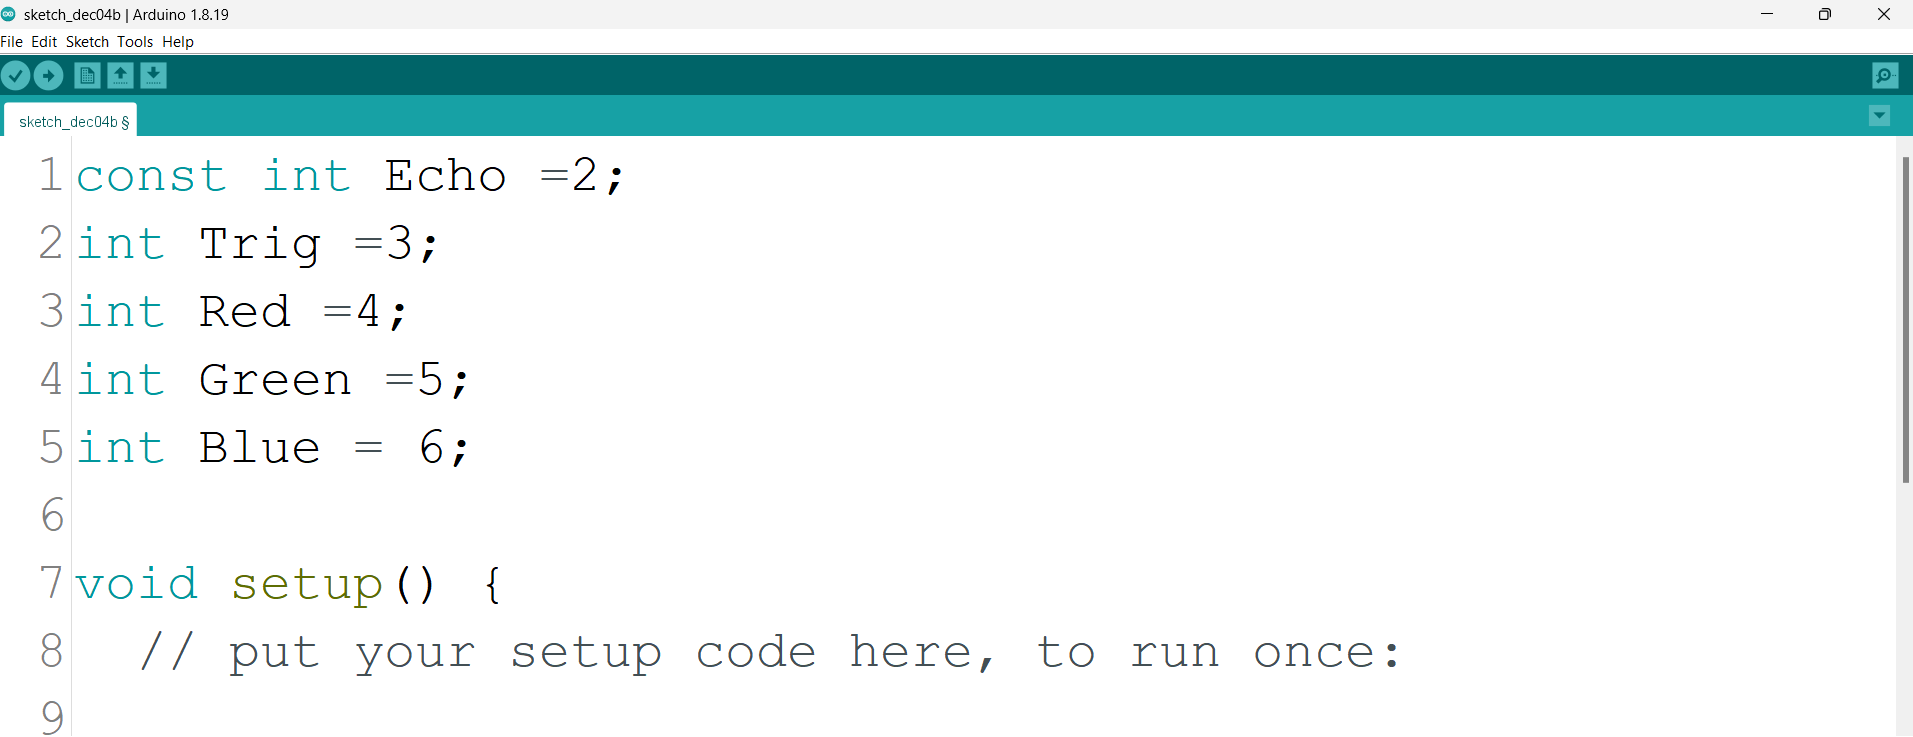 sketch_dec04b | Arduino 1.8.19
File Edit Sketch Tools Help
sketch_dec04b §
1 const int Echo =2;
2 int Trig =3;
3 int Red =4;
4 int Green =5;
5 int Blue = 6;
6
7 void setup() {
8 // put your setup code here, to run once:
9